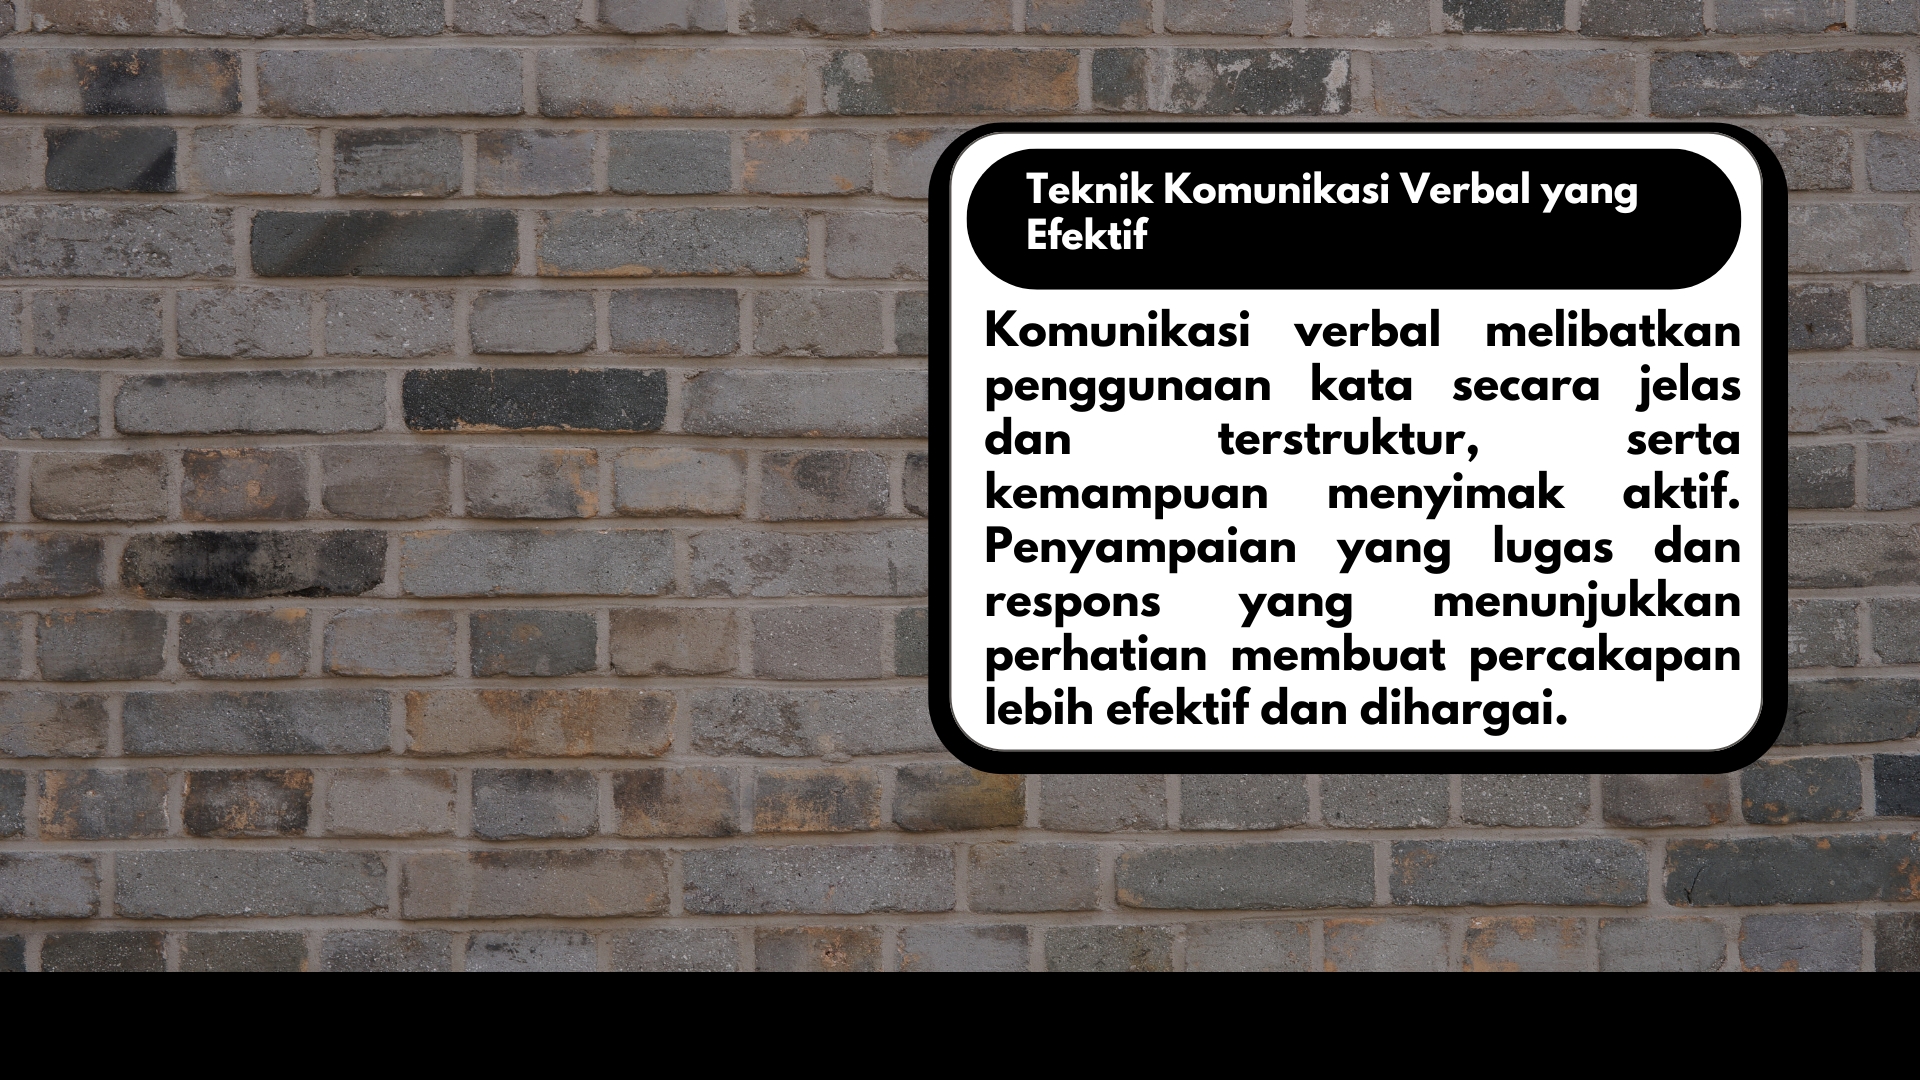 Teknik Komunikasi Verbal yang
Efektif
Komunikasi verbal melibatkan
penggunaan kata secara jelas
dan terstruktur, serta
kemampuan menyimak aktif.
Penyampaian yang lugas dan
respons yang menunjukkan
perhatian membuat percakapan
lebih efektif dan dihargai.